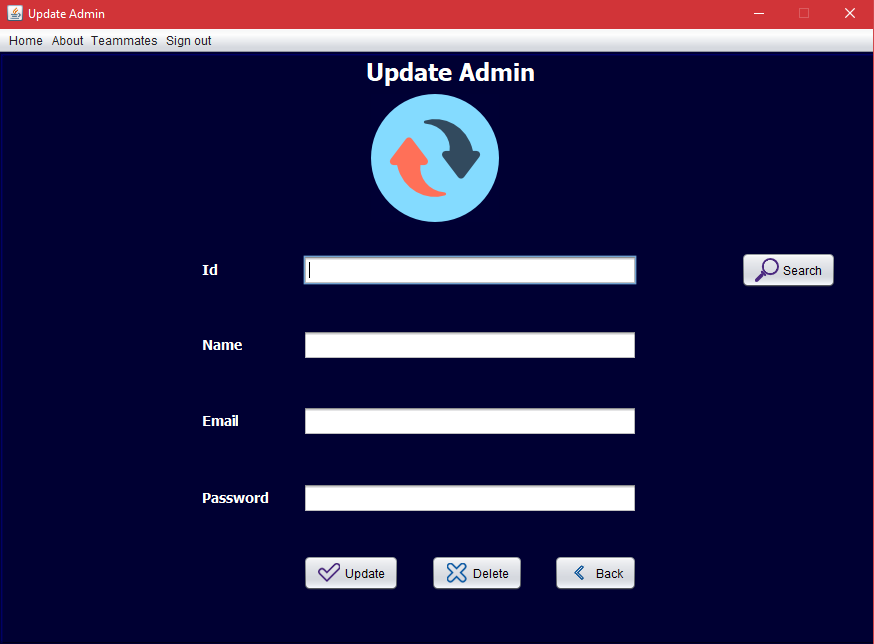 Update Admin
Home About Teammates Sign out
Update Admin
Id
Search
Name
Email
Password
Update Delete Back